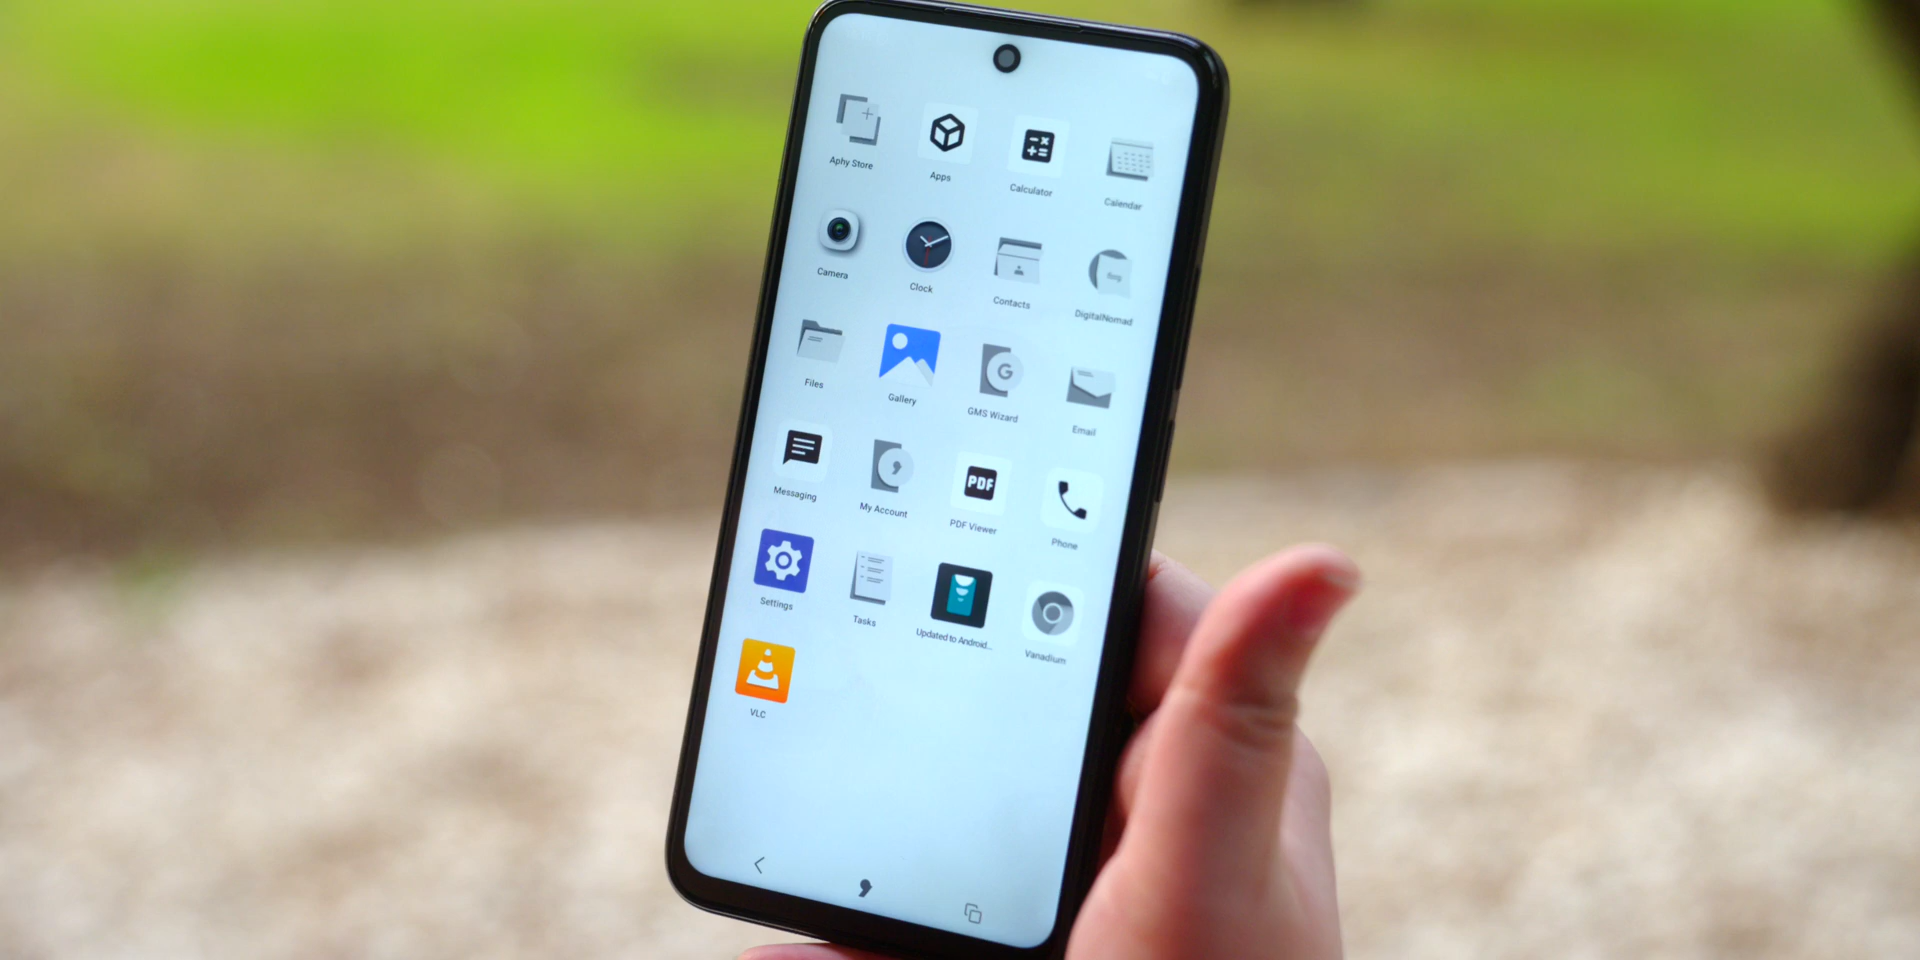 Aphy Store
Apps
Calculator
Calendar
Camera
Clock
Contacts
DigitalNomad
Files
Gallery
G
GMS Wizard
Email
Messaging
My Account
PDF
PDF Viewer
Phone
Settings
Tasks
Updated to Android...
Vanadium
VLC